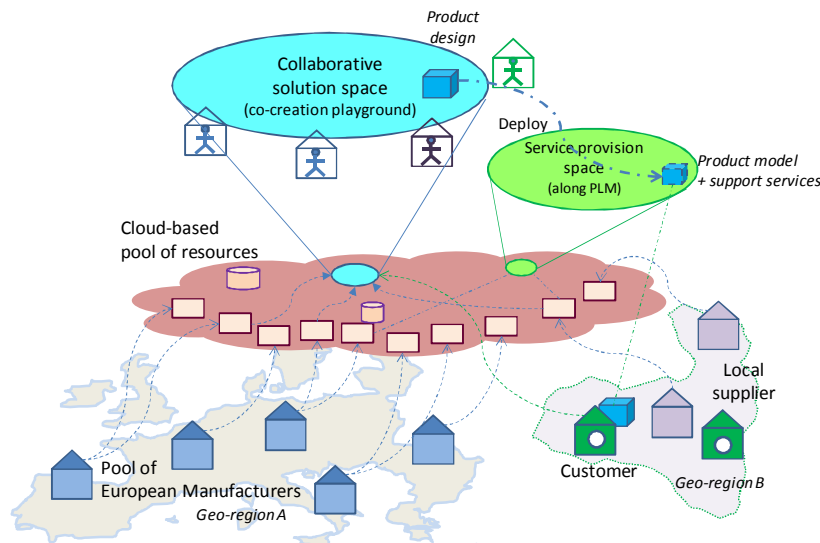 Product
design
Collaborative
solution space
(co-creation playground)
Deploy
Service provision
space
(along PLM)
Product model
+ support services
Cloud-based
pool of resources
Local
supplier
Pool of
European Manufacturers
Geo-region A
Customer
Geo-region B